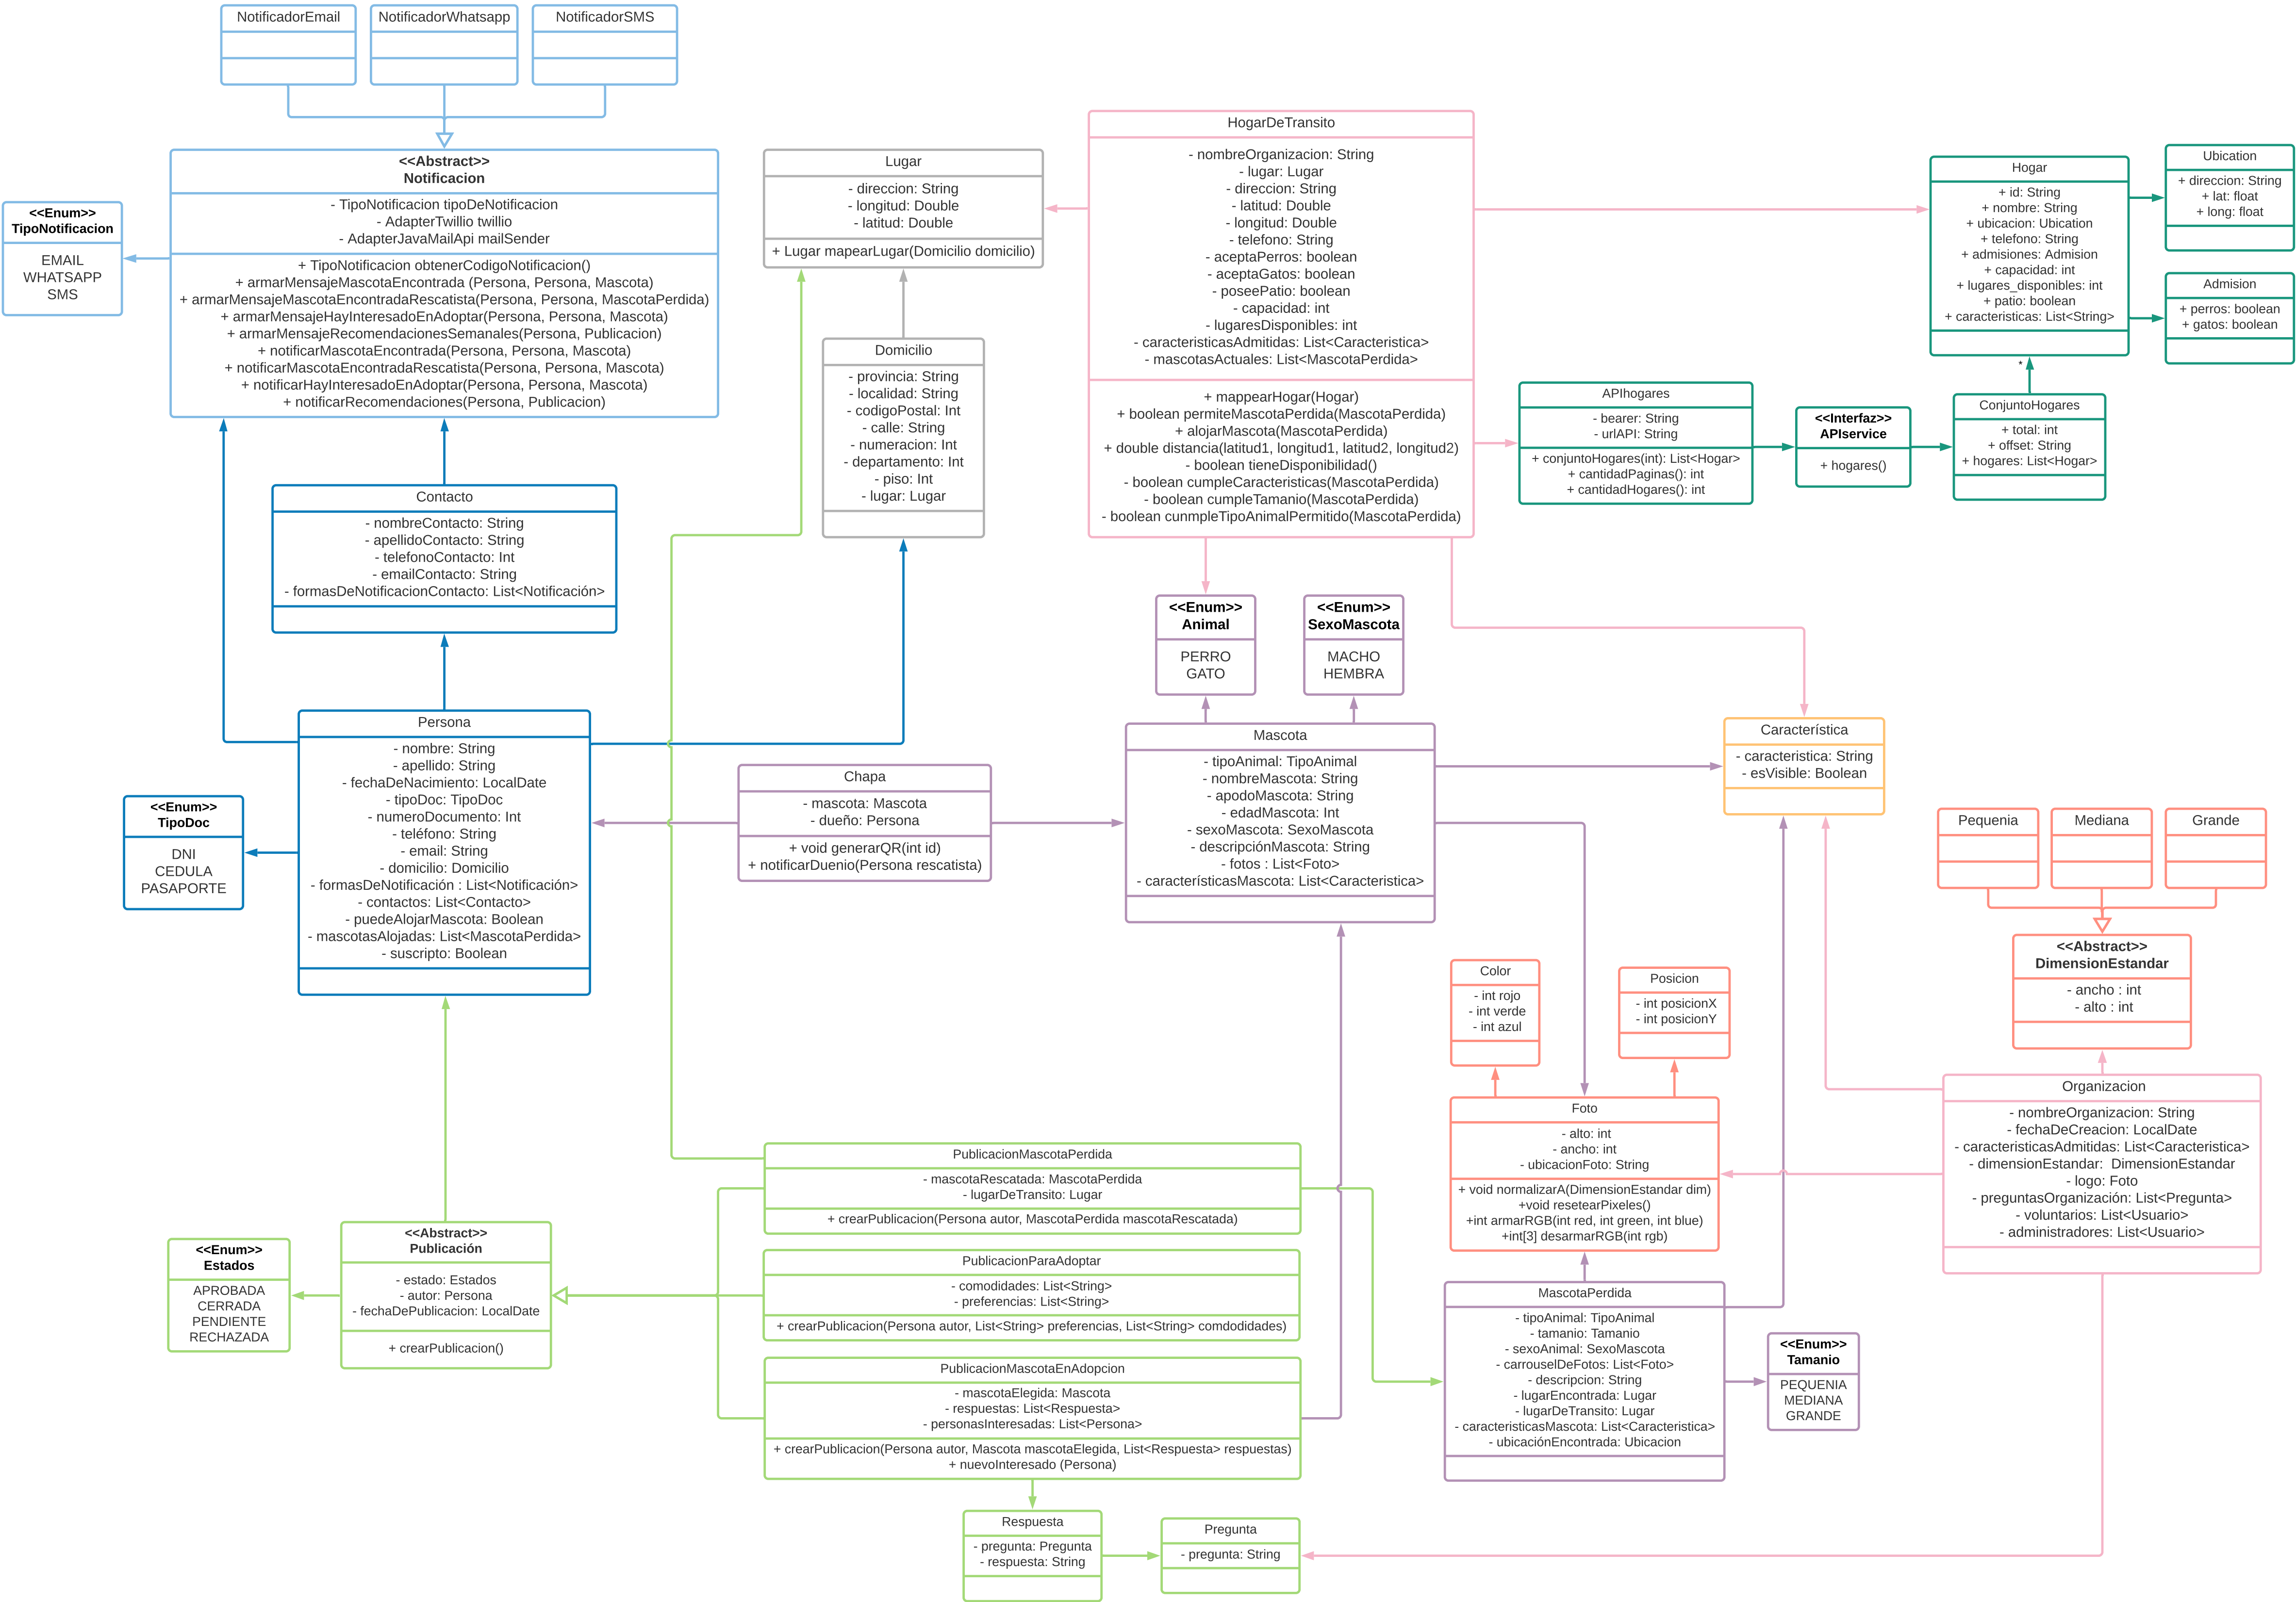 NotificadorEmail
NotificadorWhatsapp
NotificadorSMS
<<Abstract>>
Notificacion
- TipoNotificacion tipoDeNotificacion
- AdapterTwillio twillio
- AdapterJavaMailApi mailSender
+ TipoNotificacion obtenerCodigoNotificacion()
+ armarMensajeMascotaEncontrada (Persona, Persona, Mascota)
+ armarMensajeMascotaEncontradaRescatista(Persona, Persona, MascotaPerdida)
+ armarMensajeHayInteresadoEnAdoptar(Persona, Persona, Mascota)
+ armarMensajeRecomendacionesSemanales(Persona, Publicacion)
+ notificarMascotaEncontrada(Persona, Persona, Mascota)
+ notificarMascotaEncontradaRescatista(Persona, Persona, Mascota)
+ notificarHayInteresadoEnAdoptar(Persona, Persona, Mascota)
+ notificarRecomendaciones(Persona, Publicacion)
<<Enum>>
TipoNotificacion
EMAIL
WHATSAPP
SMS
Lugar
- direccion: String
- longitud: Double
- latitud: Double
+ Lugar mapearLugar(Domicilio domicilio)
HogarDeTransito
- nombreOrganizacion: String
- lugar: Lugar
- direccion: String
- latitud: Double
- longitud: Double
- telefono: String
- aceptaPerros: boolean
- aceptaGatos: boolean
- poseePatio: boolean
- capacidad: int
- lugaresDisponibles: int
- caracteristicasAdmitidas: List<Caracteristica>
- mascotasActuales: List<MascotaPerdida>
+ mappearHogar(Hogar)
+ boolean permiteMascotaPerdida(MascotaPerdida)
+ alojarMascota(MascotaPerdida)
+ double distancia(latitud1, longitud1, latitud2, longitud2)
- boolean tieneDisponibilidad()
- boolean cumpleCaracteristicas(MascotaPerdida)
- boolean cumpleTamanio(MascotaPerdida)
- boolean cunmpleTipoAnimalPermitido(MascotaPerdida)
Hogar
+ id: String
+ nombre: String
+ ubicacion: Ubication
+ telefono: String
+ admisiones: Admision
+ capacidad: int
+ lugares_disponibles: int
+ patio: boolean
+ caracteristicas: List<String>
Ubication
+ direccion: String
+ lat: float
+ long: float
Admision
+ perros: boolean
+ gatos: boolean
*
APIhogares
- bearer: String
- urlAPI: String
+ conjuntoHogares(int): List<Hogar>
+ cantidadPaginas(): int
+ cantidadHogares(): int
<<Interfaz>>
APIservice
+ hogares()
ConjuntoHogares
+ total: int
+ offset: String
+ hogares: List<Hogar>
Domicilio
- provincia: String
- localidad: String
- codigoPostal: Int
- calle: String
- numeracion: Int
- departamento: Int
- piso: Int
- lugar: Lugar
Contacto
- nombreContacto: String
- apellidoContacto: String
- telefonoContacto: Int
- emailContacto: String
- formasDeNotificacionContacto: List<Notificación>
<<Enum>>
Animal
PERRO
GATO
<<Enum>>
SexoMascota
MACHO
HEMBRA
Persona
- nombre: String
- apellido: String
- fechaDeNacimiento: LocalDate
- tipoDoc: TipoDoc
- numeroDocumento: Int
- teléfono: String
- email: String
- domicilio: Domicilio
- formasDeNotificación : List<Notificación>
- contactos: List<Contacto>
- puedeAlojarMascota: Boolean
- mascotasAlojadas: List<MascotaPerdida>
- suscripto: Boolean
<<Enum>>
TipoDoc
DNI
CEDULA
PASAPORTE
Chapa
- mascota: Mascota
- dueño: Persona
+ void generarQR(int id)
+ notificarDuenio(Persona rescatista)
Mascota
- tipoAnimal: TipoAnimal
- nombreMascota: String
- apodoMascota: String
- edadMascota: Int
- sexoMascota: SexoMascota
- descripciónMascota: String
- fotos : List<Foto>
- característicasMascota: List<Caracteristica>
Característica
- caracteristica: String
- esVisible: Boolean
Pequenia
Mediana
Grande
<<Abstract>>
DimensionEstandar
- ancho : int
- alto : int
Color
- int rojo
- int verde
- int azul
Posicion
- int posicionX
- int posicionY
Foto
- alto: int
- ancho: int
- ubicacionFoto: String
+ void normalizarA(DimensionEstandar dim)
+void resetearPixeles()
+int armarRGB(int red, int green, int blue)
+int[3] desarmarRGB(int rgb)
Organizacion
- nombreOrganizacion: String
- fechaDeCreacion: LocalDate
- caracteristicasAdmitidas: List<Caracteristica>
- dimensionEstandar:  DimensionEstandar
- logo: Foto
- preguntasOrganización: List<Pregunta>
- voluntarios: List<Usuario>
- administradores: List<Usuario>
PublicacionMascotaPerdida
- mascotaRescatada: MascotaPerdida
- lugarDeTransito: Lugar
+ crearPublicacion(Persona autor, MascotaPerdida mascotaRescatada)
<<Enum>>
Estados
APROBADA
CERRADA
PENDIENTE
RECHAZADA
<<Abstract>>
Publicación
- estado: Estados
- autor: Persona
- fechaDePublicacion: LocalDate
+ crearPublicacion()
PublicacionParaAdoptar
- comodidades: List<String>
- preferencias: List<String>
+ crearPublicacion(Persona autor, List<String> preferencias, List<String> comdodidades)
PublicacionMascotaEnAdopcion
- mascotaElegida: Mascota
- respuestas: List<Respuesta>
- personasInteresadas: List<Persona>
+ crearPublicacion(Persona autor, Mascota mascotaElegida, List<Respuesta> respuestas)
+ nuevoInteresado (Persona)
MascotaPerdida
- tipoAnimal: TipoAnimal
- tamanio: Tamanio
- sexoAnimal: SexoMascota
- carrouselDeFotos: List<Foto>
- descripcion: String
- lugarEncontrada: Lugar
- lugarDeTransito: Lugar
- caracteristicasMascota: List<Caracteristica>
- ubicaciónEncontrada: Ubicacion
<<Enum>>
Tamanio
PEQUENIA
MEDIANA
GRANDE
Respuesta
- pregunta: Pregunta
- respuesta: String
Pregunta
- pregunta: String